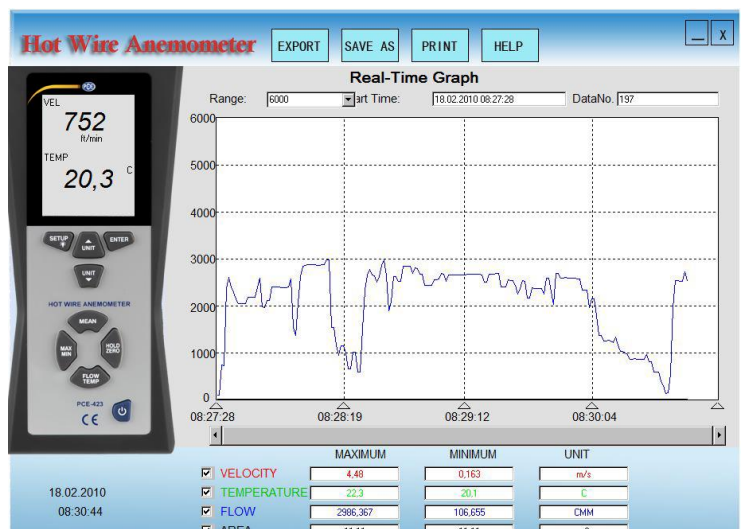 Hot Wire Anemometer EXPORT SAVE AS PRINT HELP X
Real-Time Graph
Range: 6000 art Time: 18.02.2010 08:27:28 DataNo. 197
PCE
VEL
752
ft/min
TEMP
20,3 C
SETUP UNIT ENTER
UNIT
HOT WIRE ANEMOMETER
MEAN
MAX MIN HOLD ZERO
FLOW TEMP
PCE-423
CE
6000
5000
4000
3000
2000
1000
0
08:27:28 08:28:19 08:29:12 08:30:04
MAXIMUM MINIMUM UNIT
VELOCITY 4,48 0,163 m/s
TEMPERATURE 22,3 20,1 C
18.02.2010
FLOW 2986,367 106,655 CMM
08:30:44
AREA